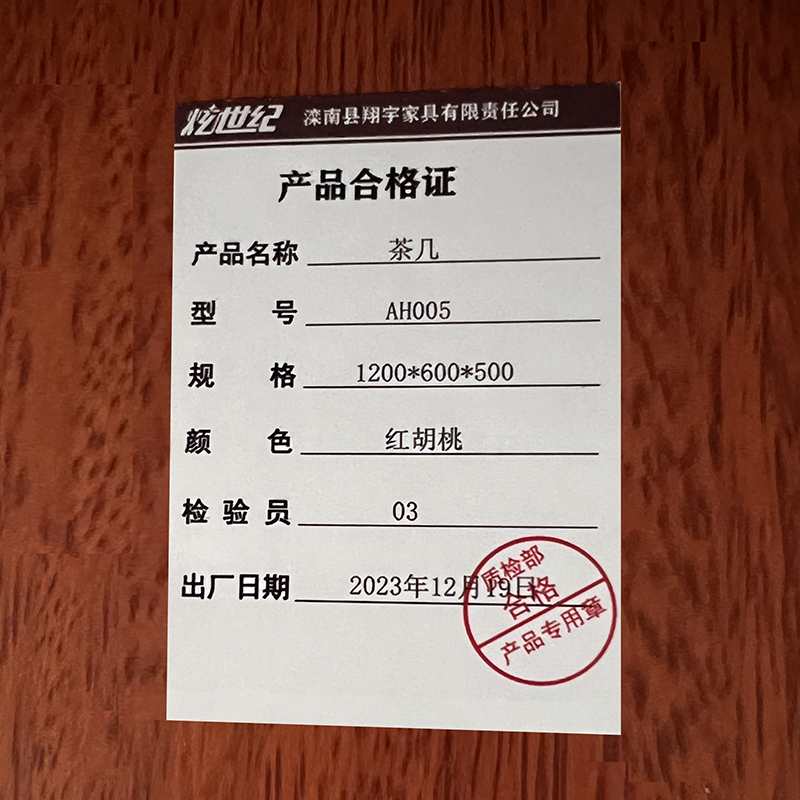 炫世纪 滦南县翔宇家具有限责任公司
产品合格证
产品名称 茶几
型号 AH005
规格 1200*600*500
颜色 红胡桃
检验员 03
出厂日期 2023年12月19日
质检部
合格
产品专用章